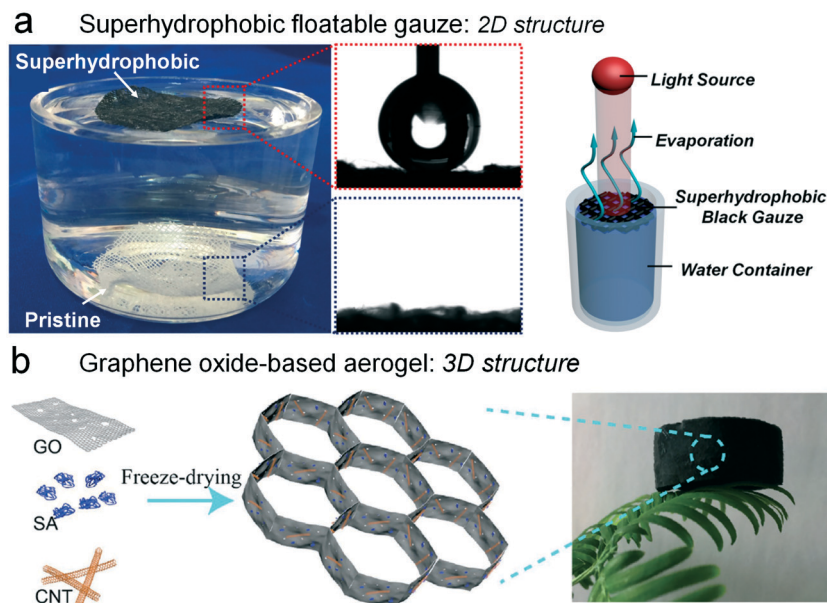 a Superhydrophobic floatable gauze: 2D structure
Superhydrophobic
Pristine
Light Source
Evaporation
Superhydrophobic
Black Gauze
Water Container
b Graphene oxide-based aerogel: 3D structure
GO
SA
CNT
Freeze-drying